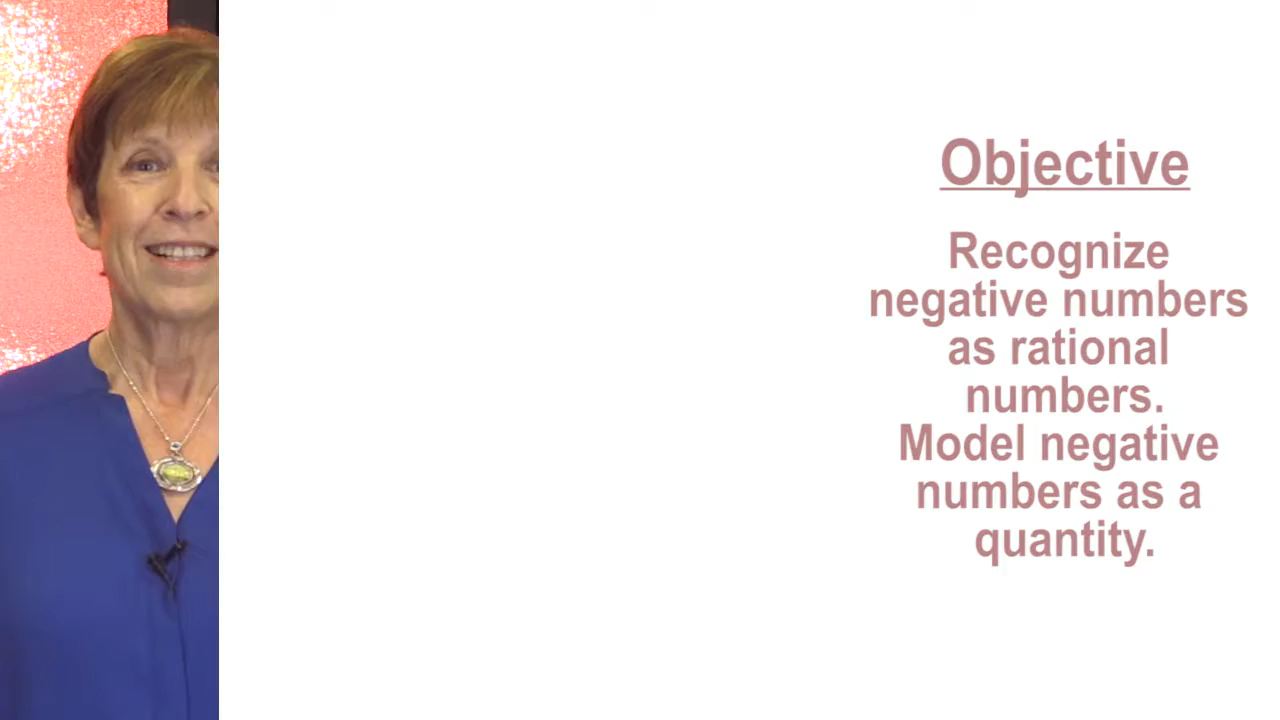 Objective
Recognize
negative numbers
as rational
numbers.
Model negative
numbers as a
quantity.